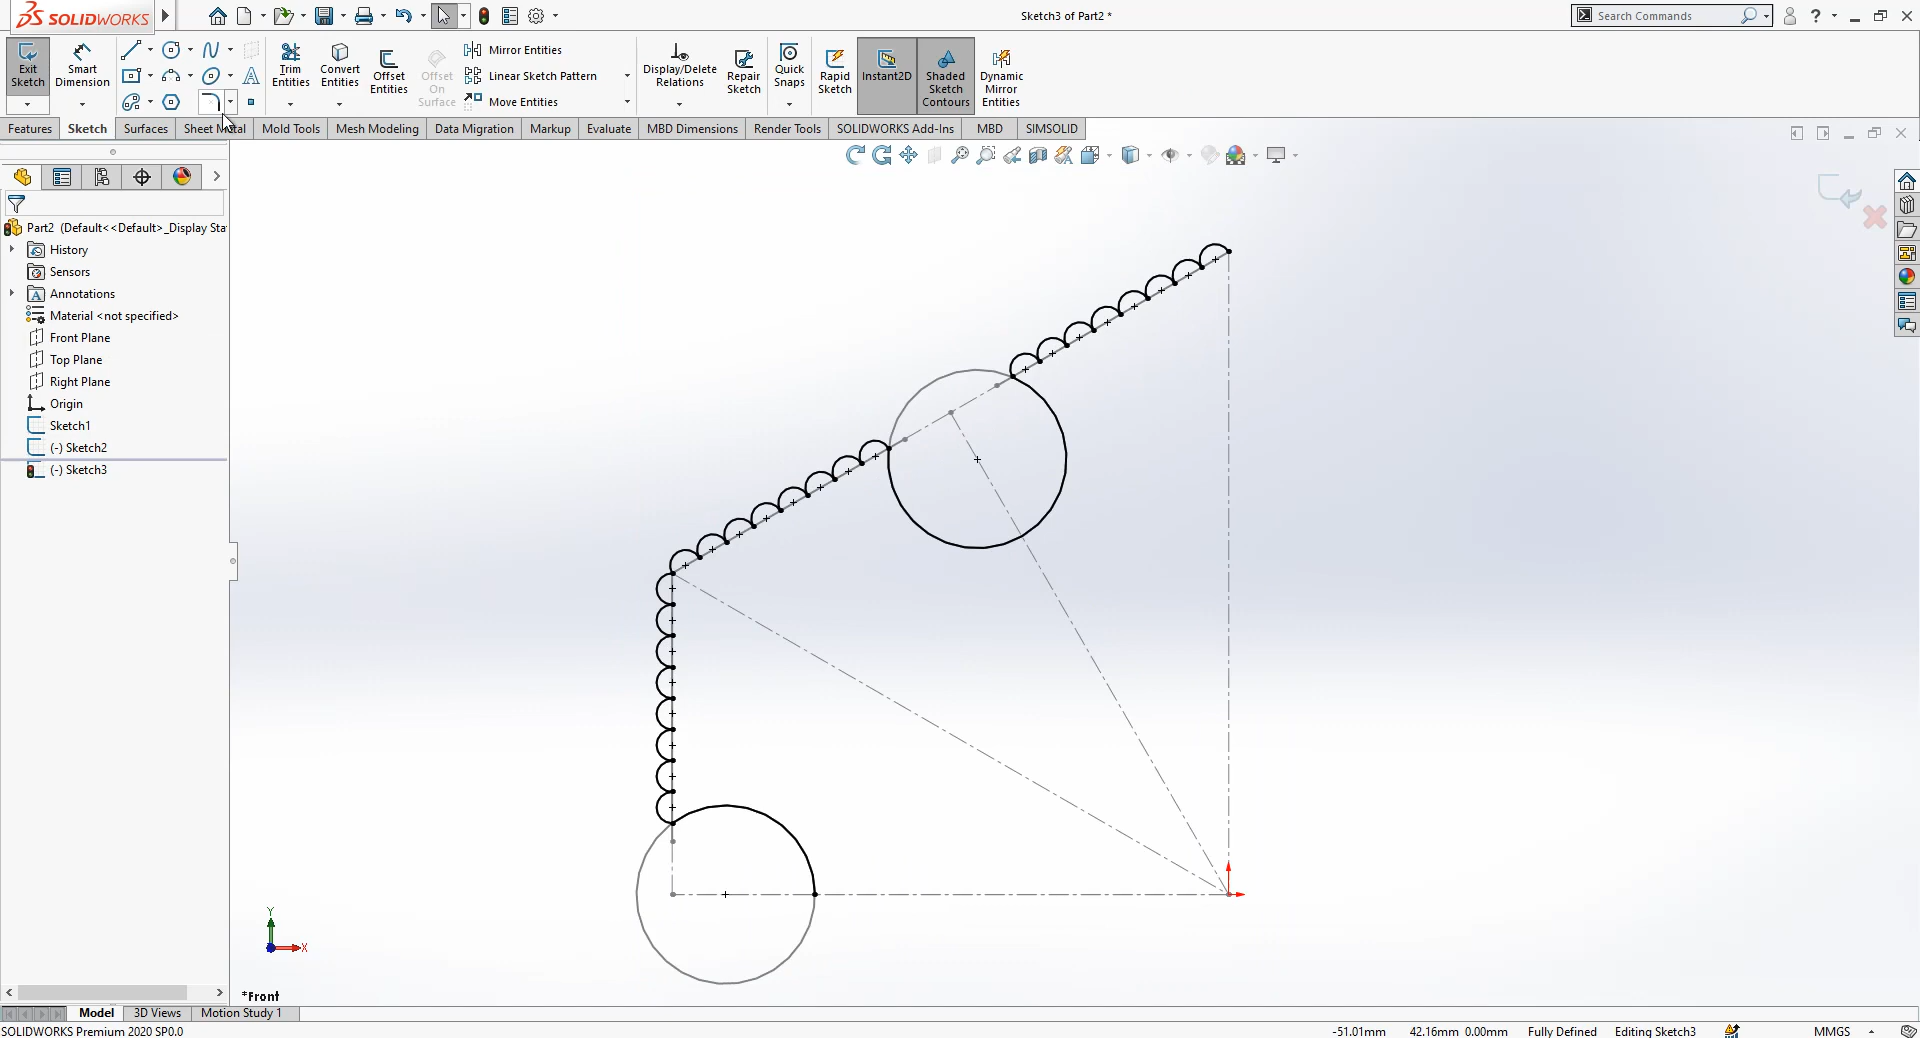 SOLIDWORKS
Sketch3 of Part2 *
Search Commands
?
Exit Sketch
Smart Dimension
Trim Entities
Convert Entities
Offset Entities
Offset On Surface
Mirror Entities
Linear Sketch Pattern
Move Entities
Display/Delete Relations
Repair Sketch
Quick Snaps
Rapid Sketch
Instant2D
Shaded Sketch Contours
Dynamic Mirror Entities
Features Sketch Surfaces Sheet Metal Mold Tools Mesh Modeling Data Migration Markup Evaluate MBD Dimensions Render Tools SOLIDWORKS Add-Ins MBD SIMSOLID
Part2 (Default<<Default>_Display Sta
History
Sensors
Annotations
Material <not specified>
Front Plane
Top Plane
Right Plane
Origin
Sketch1
(-) Sketch2
(-) Sketch3
Y
X
*Front
Model 3D Views Motion Study 1
SOLIDWORKS Premium 2020 SP0.0
-51.01mm 42.16mm 0.00mm Fully Defined Editing Sketch3 MMGS